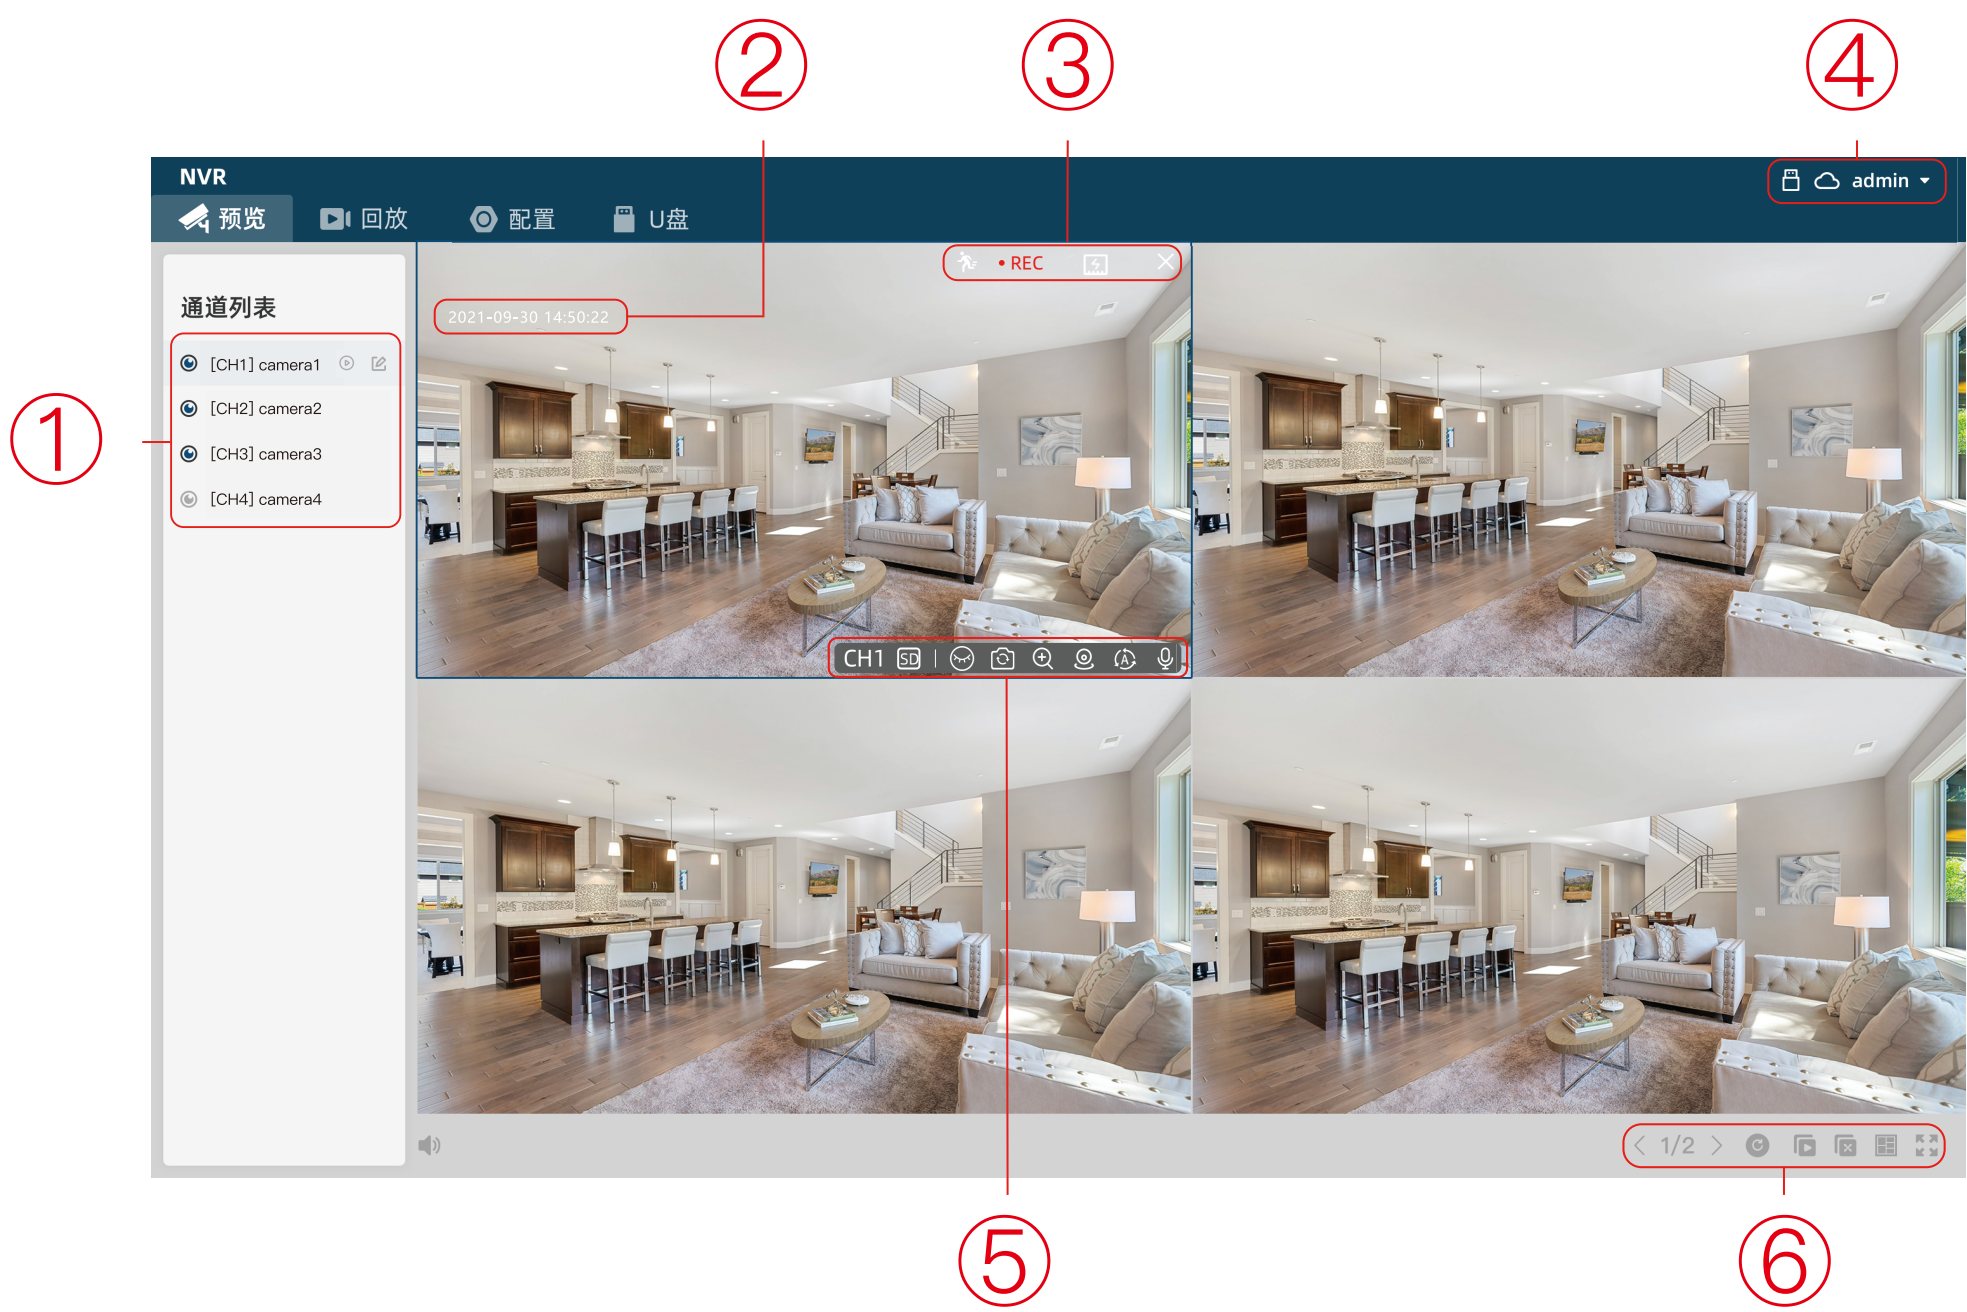 ②
③
④
NVR
admin
预览
回放
配置
U盘
• REC
通道列表
2021-09-30 14:50:22
①
[CH1] camera1
[CH2] camera2
[CH3] camera3
[CH4] camera4
CH1 SD
1/2
⑤
⑥